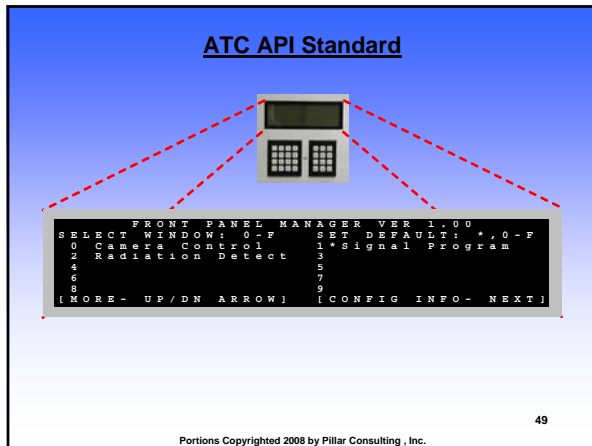 ATC API Standard
FRONT PANEL MANAGER VER 1.00
SELECT WINDOW: 0-F SET DEFAULT: *,0-F
0 Camera Control 1*Signal Program
2 Radiation Detect 3
4 5
6 7
8 9
[MORE- UP/DN ARROW] [CONFIG INFO- NEXT]
49
Portions Copyrighted 2008 by Pillar Consulting , Inc.